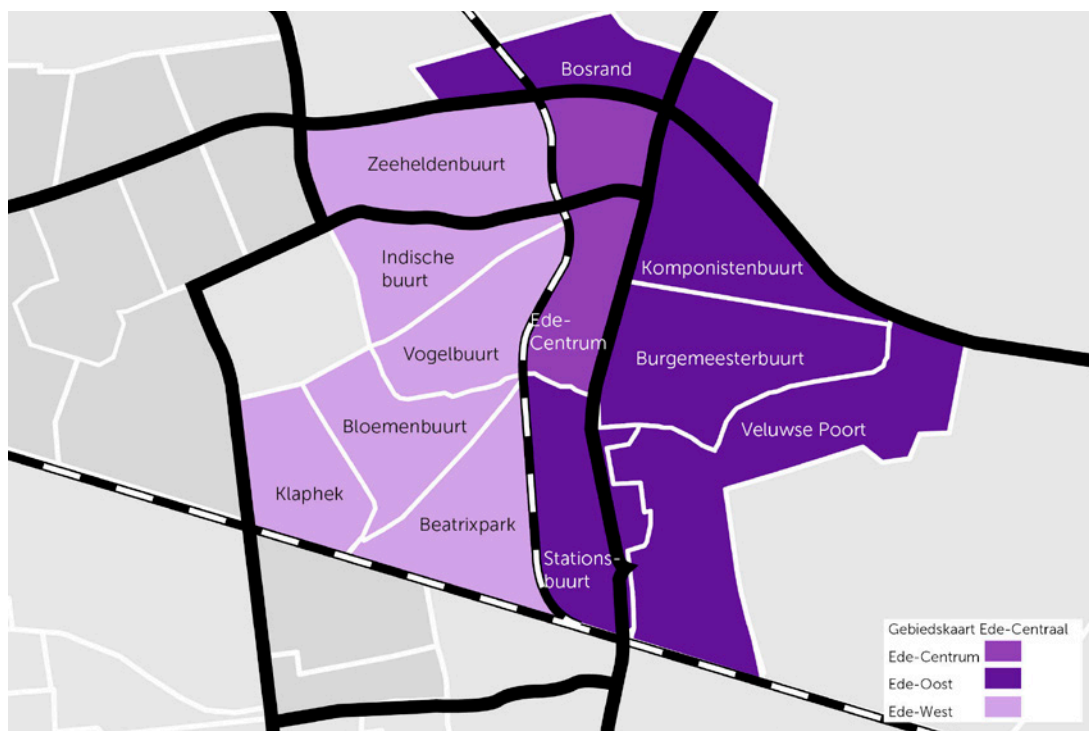 Bosrand
Zeeheldenbuurt
Indische
buurt
Komponistenbuurt
Ede-
Centrum
Vogelbuurt
Burgemeesterbuurt
Bloemenbuurt
Veluwse Poort
Klaphek
Beatrixpark
Stations-
buurt
Gebiedskaart Ede-Centraal
Ede-Centrum
Ede-Oost
Ede-West